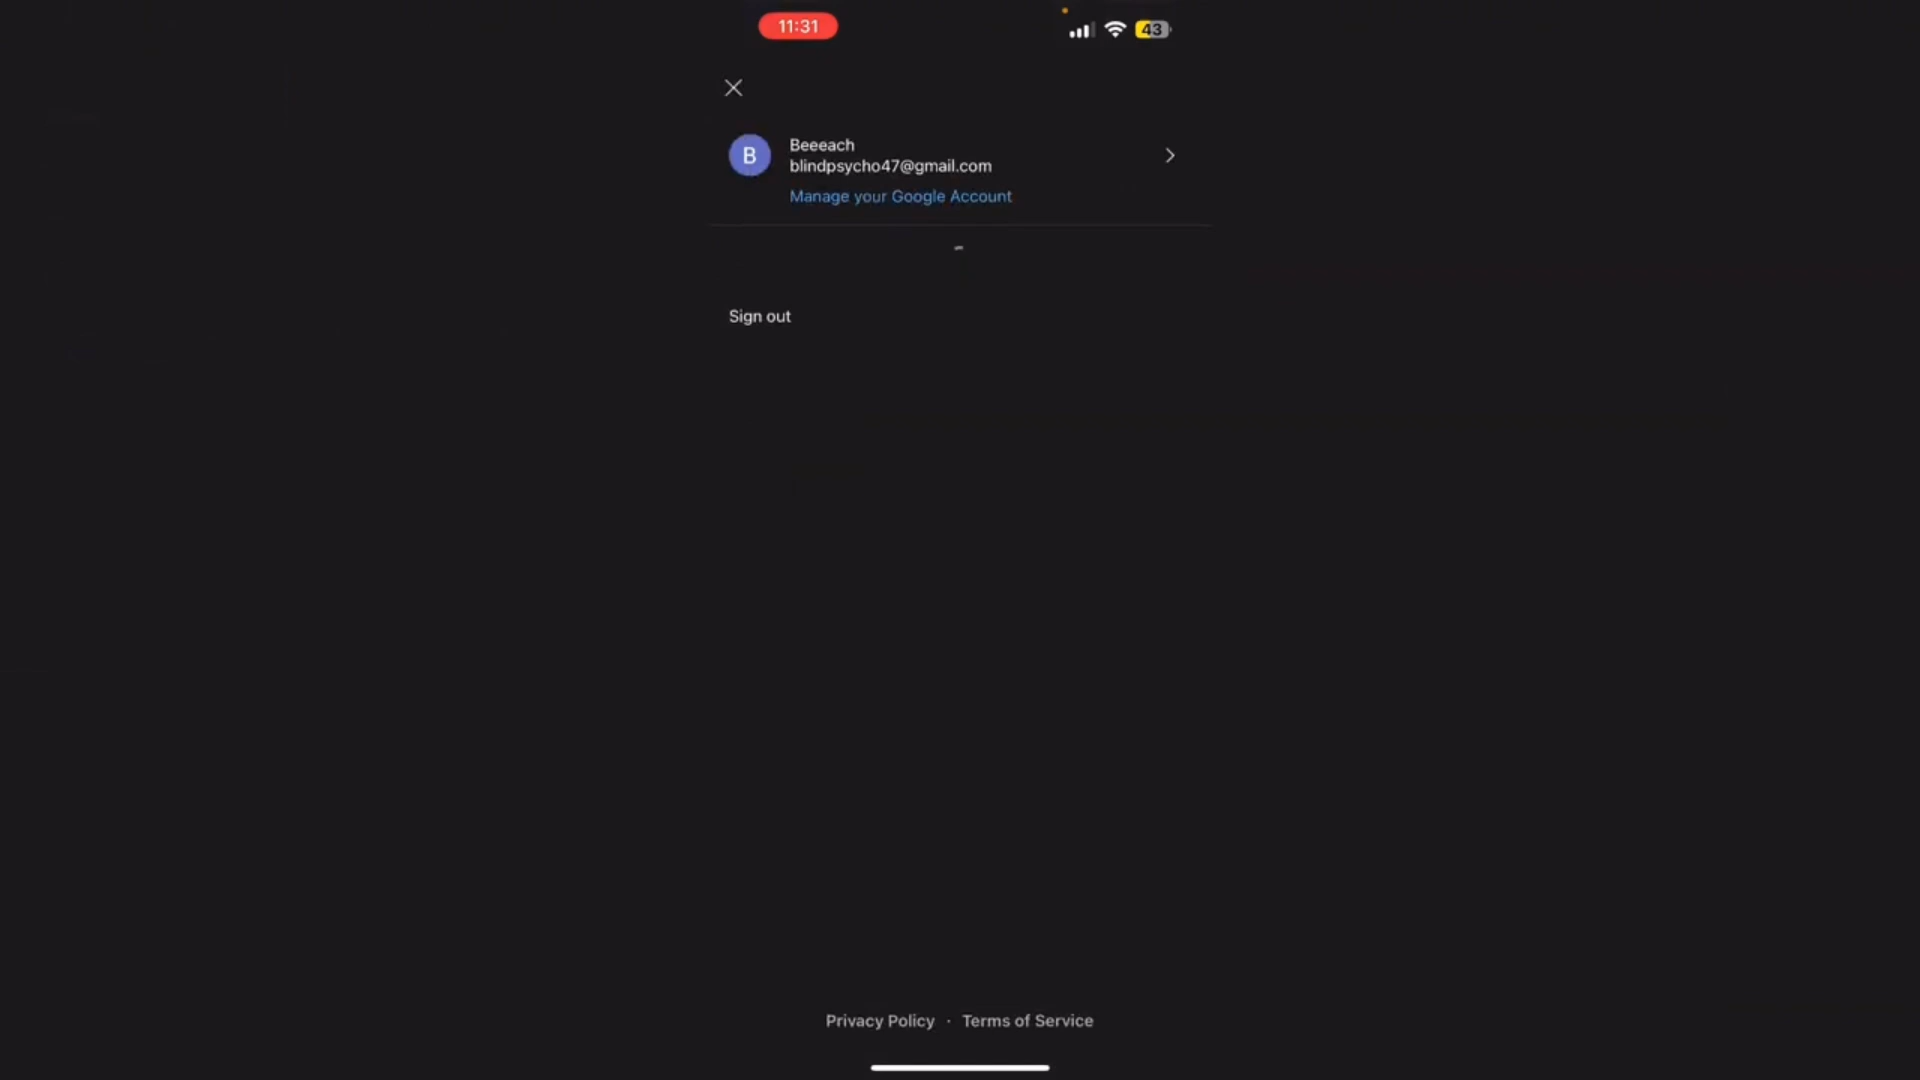 11:31
43
B
Beeeach
blindpsycho47@gmail.com
Manage your Google Account
Sign out
Privacy Policy · Terms of Service